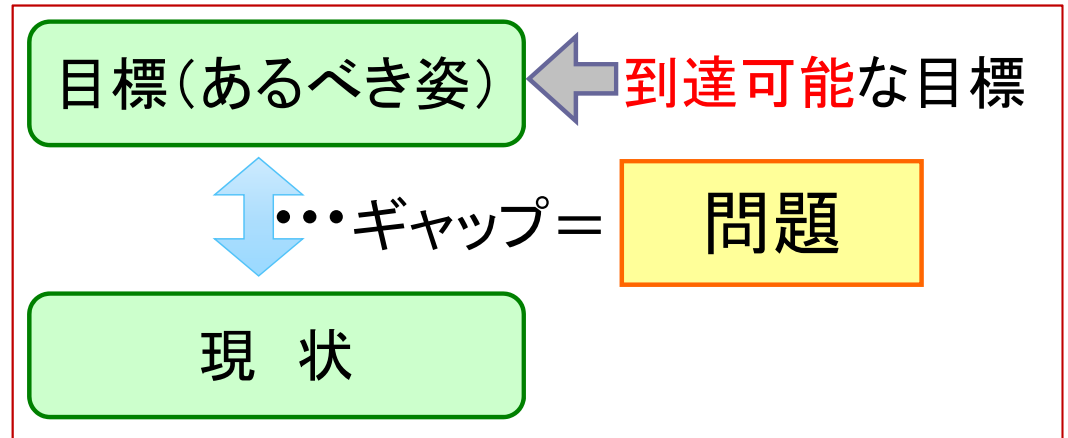 目標(あるべき姿)
到達可能な目標
…ギャップ=
問題
現 状